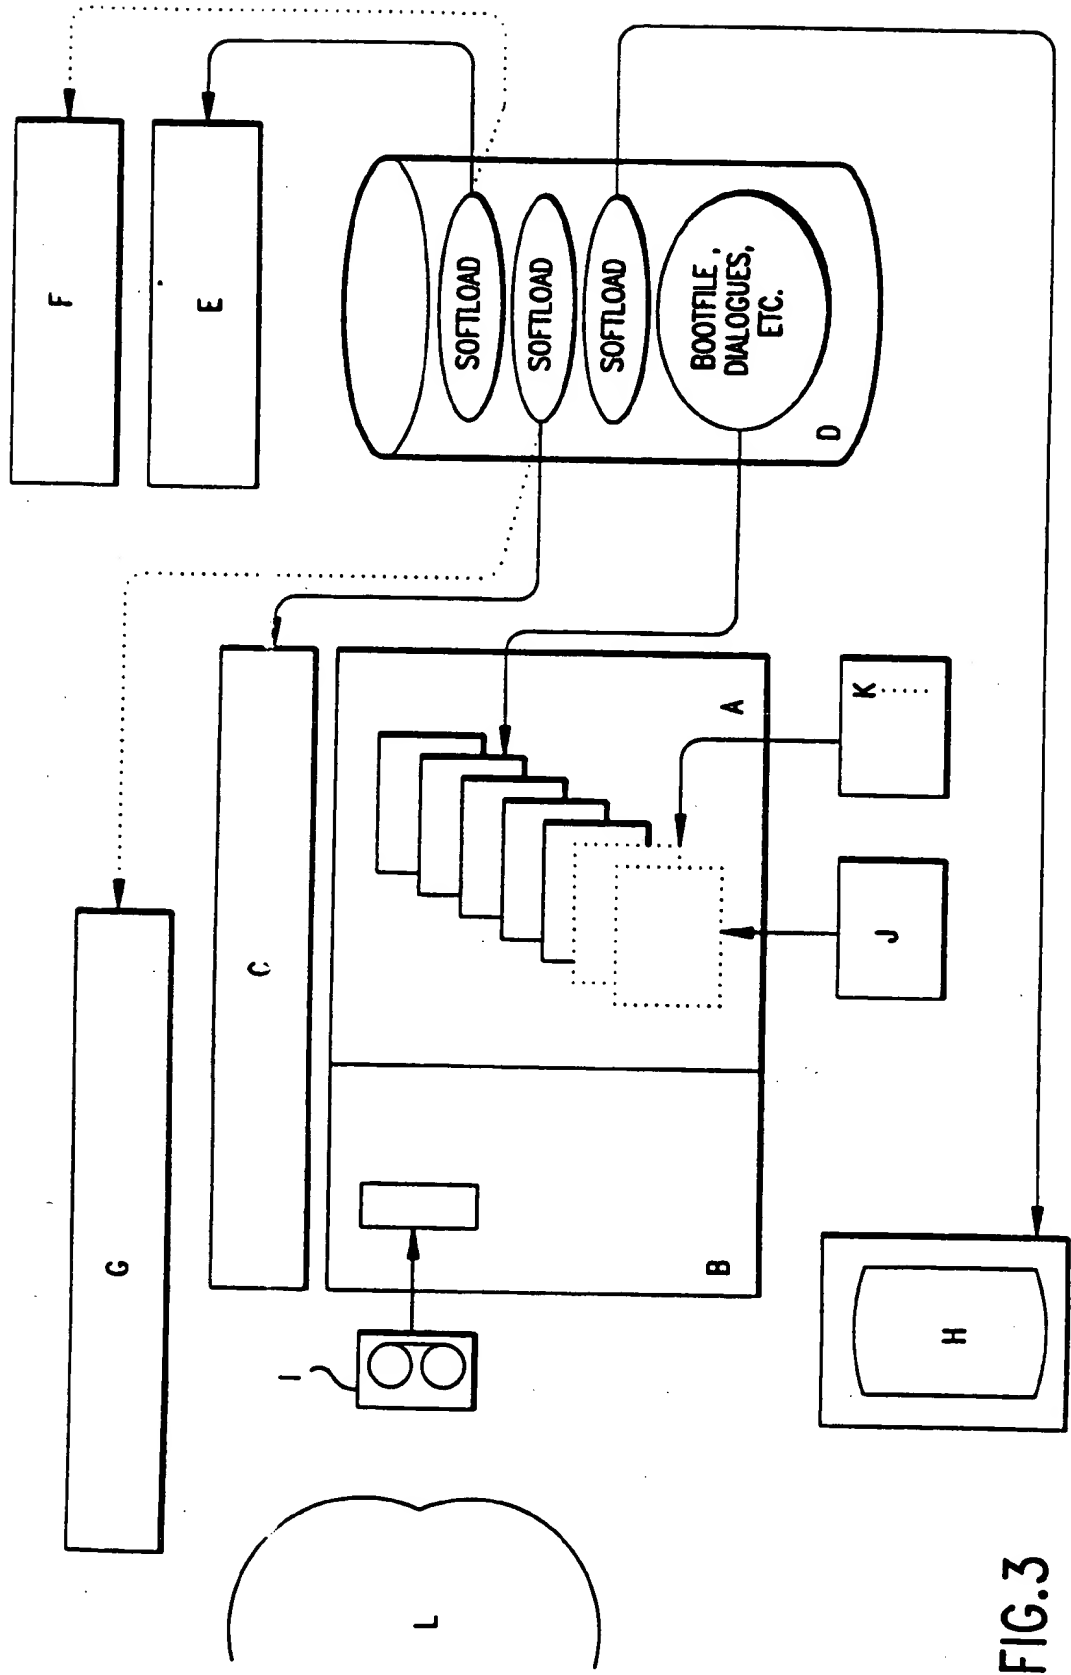 F
E
SOFTLOAD
SOFTLOAD
SOFTLOAD
BOOTFILE,
DIALOGUES,
ETC.
D
G
C
A
B
K......
J
I
H
L
FIG.3